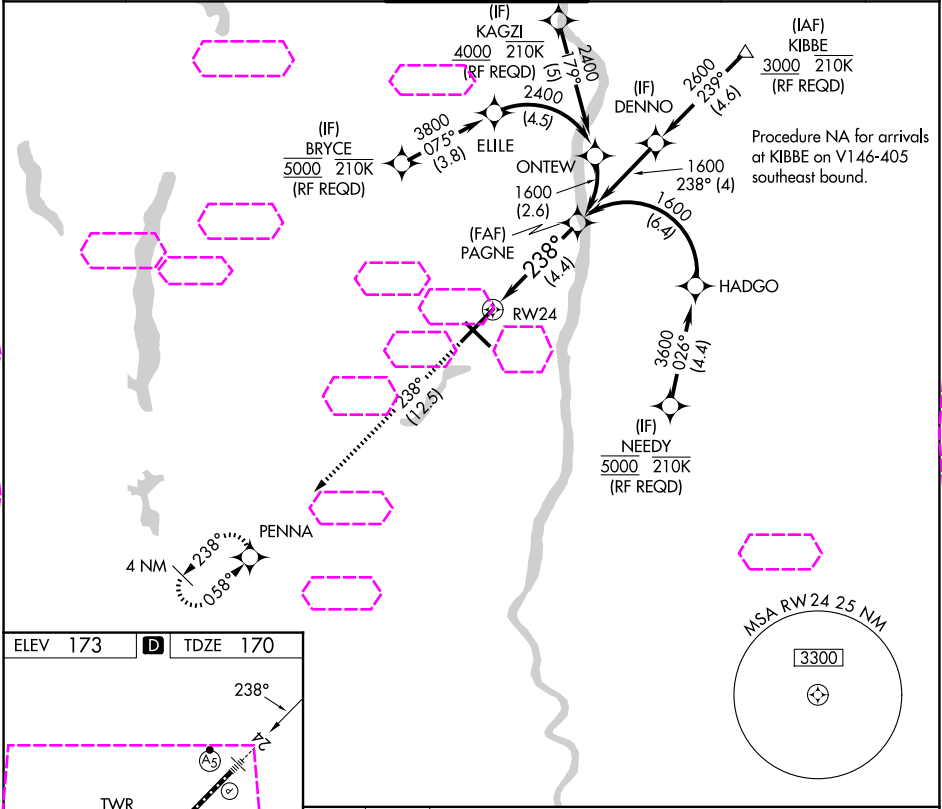 (IF)
KAGZI
4000 210K
(RF REQD)
2400
179°
(5)
(IAF)
KIBBE
3000 210K
(RF REQD)
2600
239°
(4.6)
(IF)
DENNO
2400
(4.5)
ELILE
3800
075°
(3.8)
(IF)
BRYCE
5000 210K
(RF REQD)
Procedure NA for arrivals
at KIBBE on V146-405
southeast bound.
ONTEW
1600
(2.6)
1600
238° (4)
1600
(6.4)
(FAF)
PAGNE
238°
(4.4)
HADGO
RW24
3600
026°
(4.4)
238°
(12.5)
(IF)
NEEDY
5000 210K
(RF REQD)
PENNA
4 NM
238°
058°
MSA RW24 25 NM
3300
ELEV 173 D TDZE 170
238°
24
A5
P
TWR